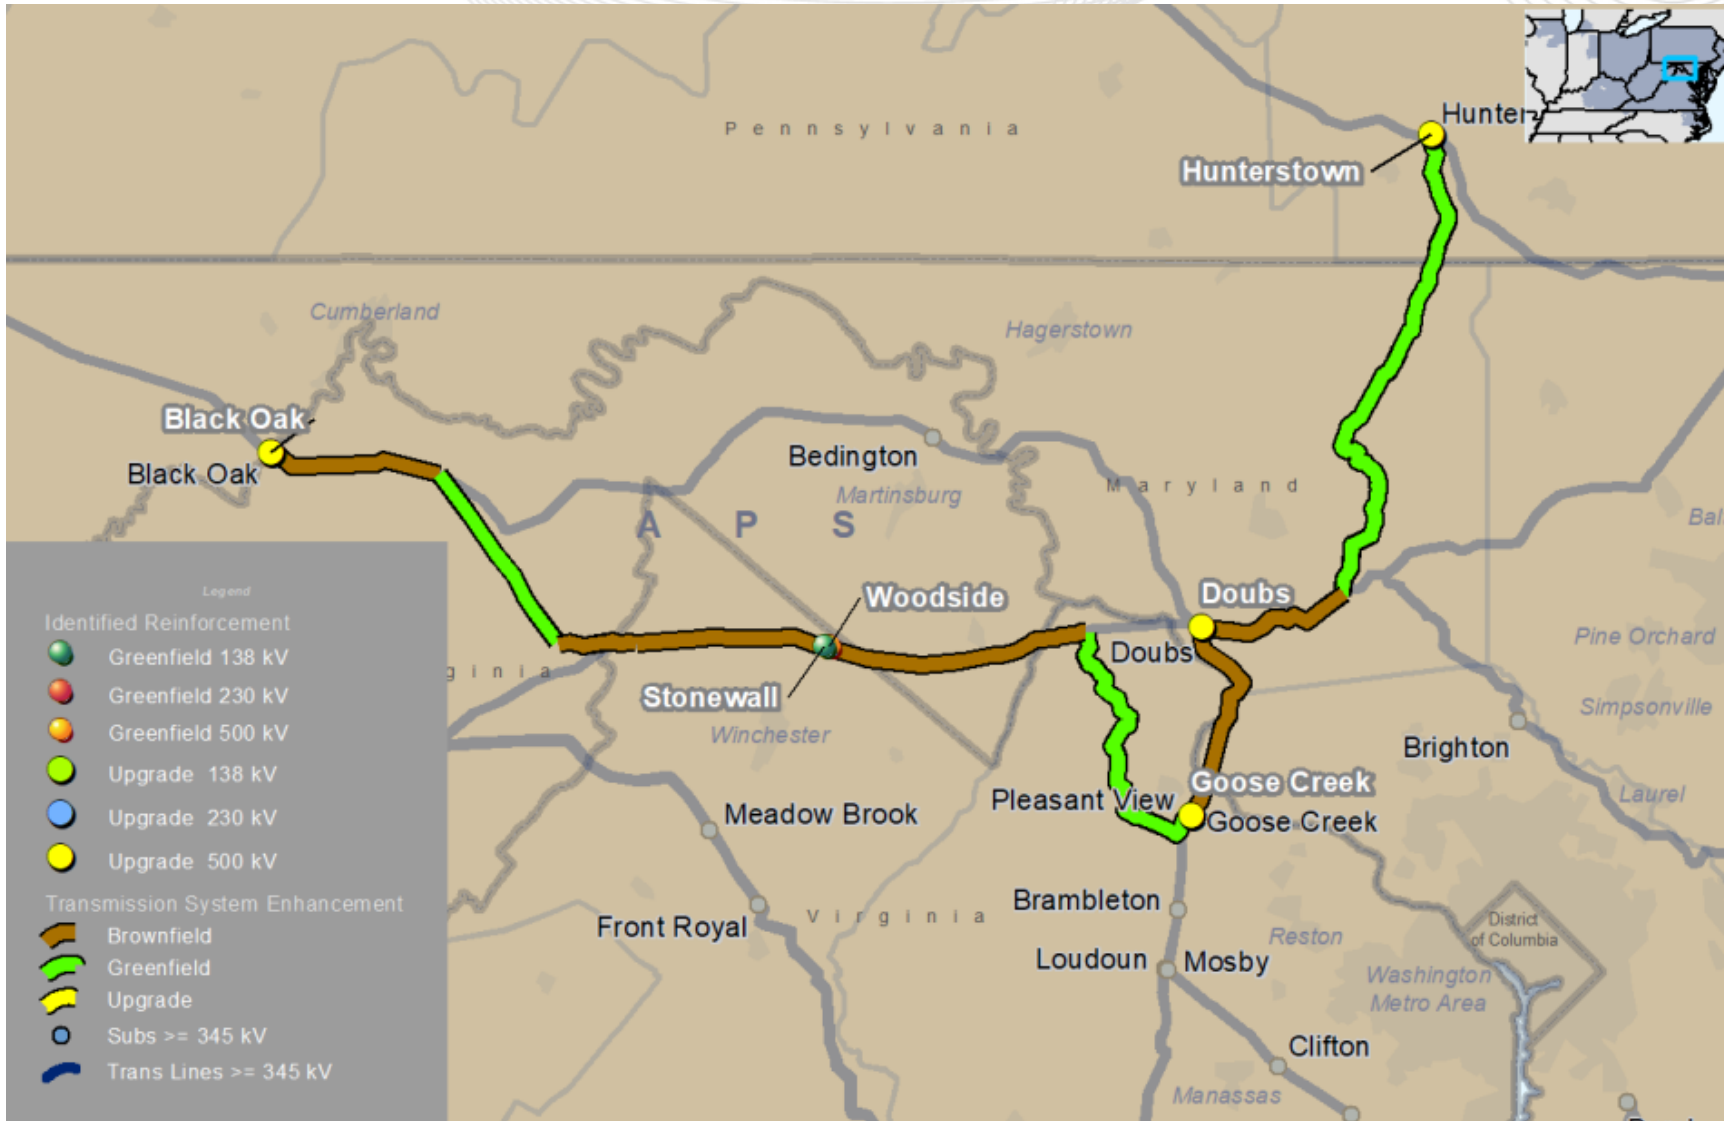 Pennsylvania
Hunter
Hunterstown
Cumberland
Hagerstown
Black Oak
Black Oak
Bedington
Martinsburg
Maryland
A P S
Woodside
Doubs
Doubs
Stonewall
Winchester
ginia
Pine Orchard
Simpsonville
Brighton
Laurel
Goose Creek
Pleasant View
Goose Creek
Meadow Brook
Front Royal
Virginia
Brambleton
Loudoun
Mosby
Reston
District
of Columbia
Washington
Metro Area
Clifton
Manassas
Legend
Identified Reinforcement
Greenfield 138 kV
Greenfield 230 kV
Greenfield 500 kV
Upgrade 138 kV
Upgrade 230 kV
Upgrade 500 kV
Transmission System Enhancement
Brownfield
Greenfield
Upgrade
Subs >= 345 kV
Trans Lines >= 345 kV